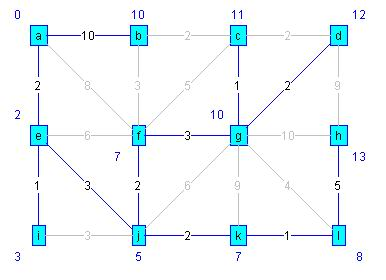 0 10 11 12
a 10 b 2 c 2 d
2 8 3 5 1 2 9
2 10
e 6 f 3 g 10 h
7 13
1 3 2 6 9 4 5
i 3 j 2 k 1 l
3 5 7 8